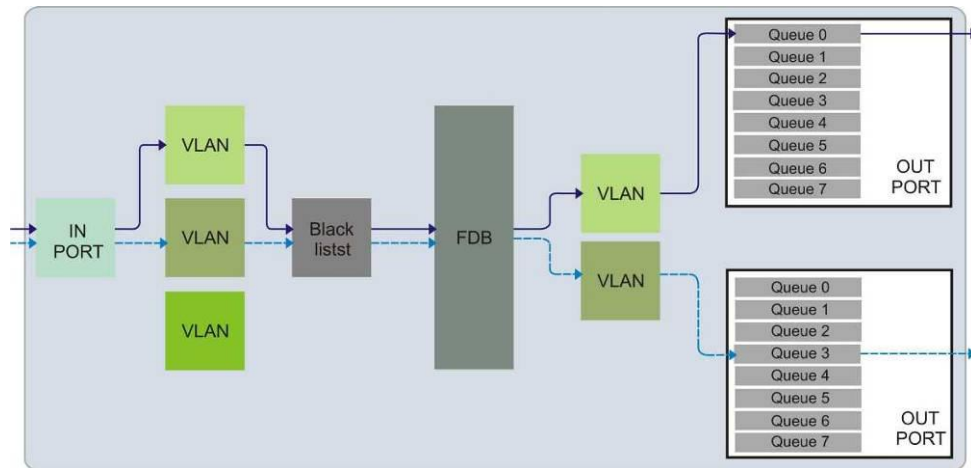 IN
PORT
VLAN
VLAN
VLAN
Black
listst
FDB
VLAN
VLAN
Queue 0
Queue 1
Queue 2
Queue 3
Queue 4
Queue 5
Queue 6
Queue 7
OUT
PORT
Queue 0
Queue 1
Queue 2
Queue 3
Queue 4
Queue 5
Queue 6
Queue 7
OUT
PORT